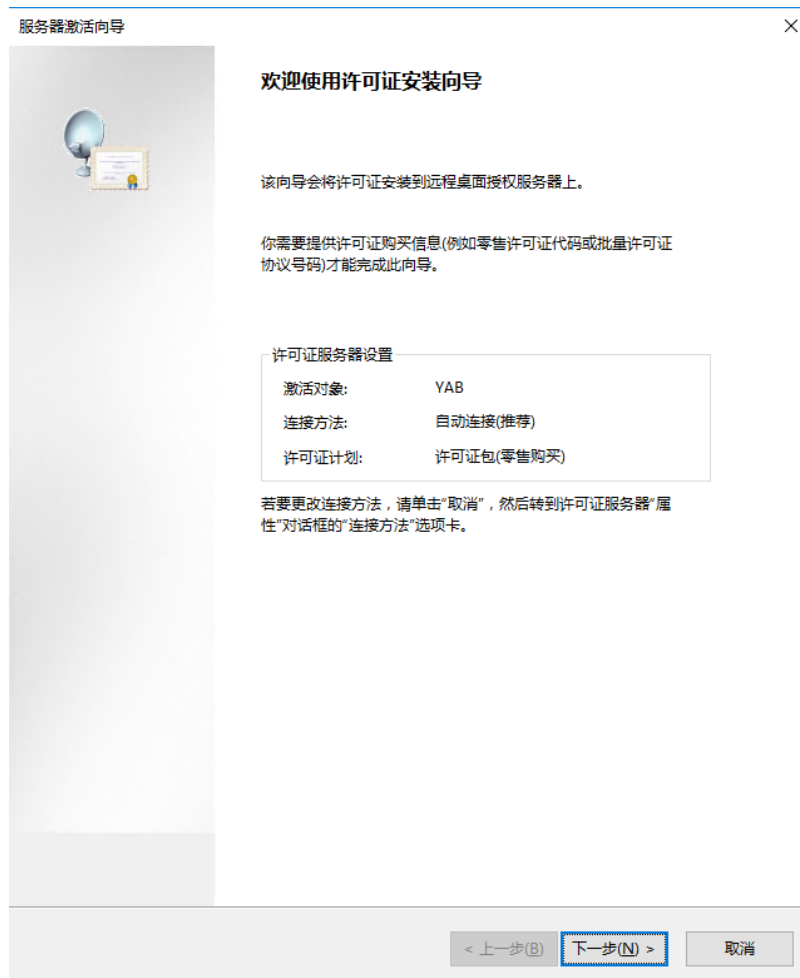 服务器激活向导
欢迎使用许可证安装向导
该向导会将许可证安装到远程桌面授权服务器上。
你需要提供许可证购买信息(例如零售许可证代码或批量许可证
协议号码)才能完成此向导。
许可证服务器设置
激活对象: YAB
连接方法: 自动连接(推荐)
许可证计划: 许可证包(零售购买)
若要更改连接方法，请单击“取消”，然后转到许可证服务器“属
性”对话框的“连接方法”选项卡。
< 上一步(B) 下一步(N) > 取消